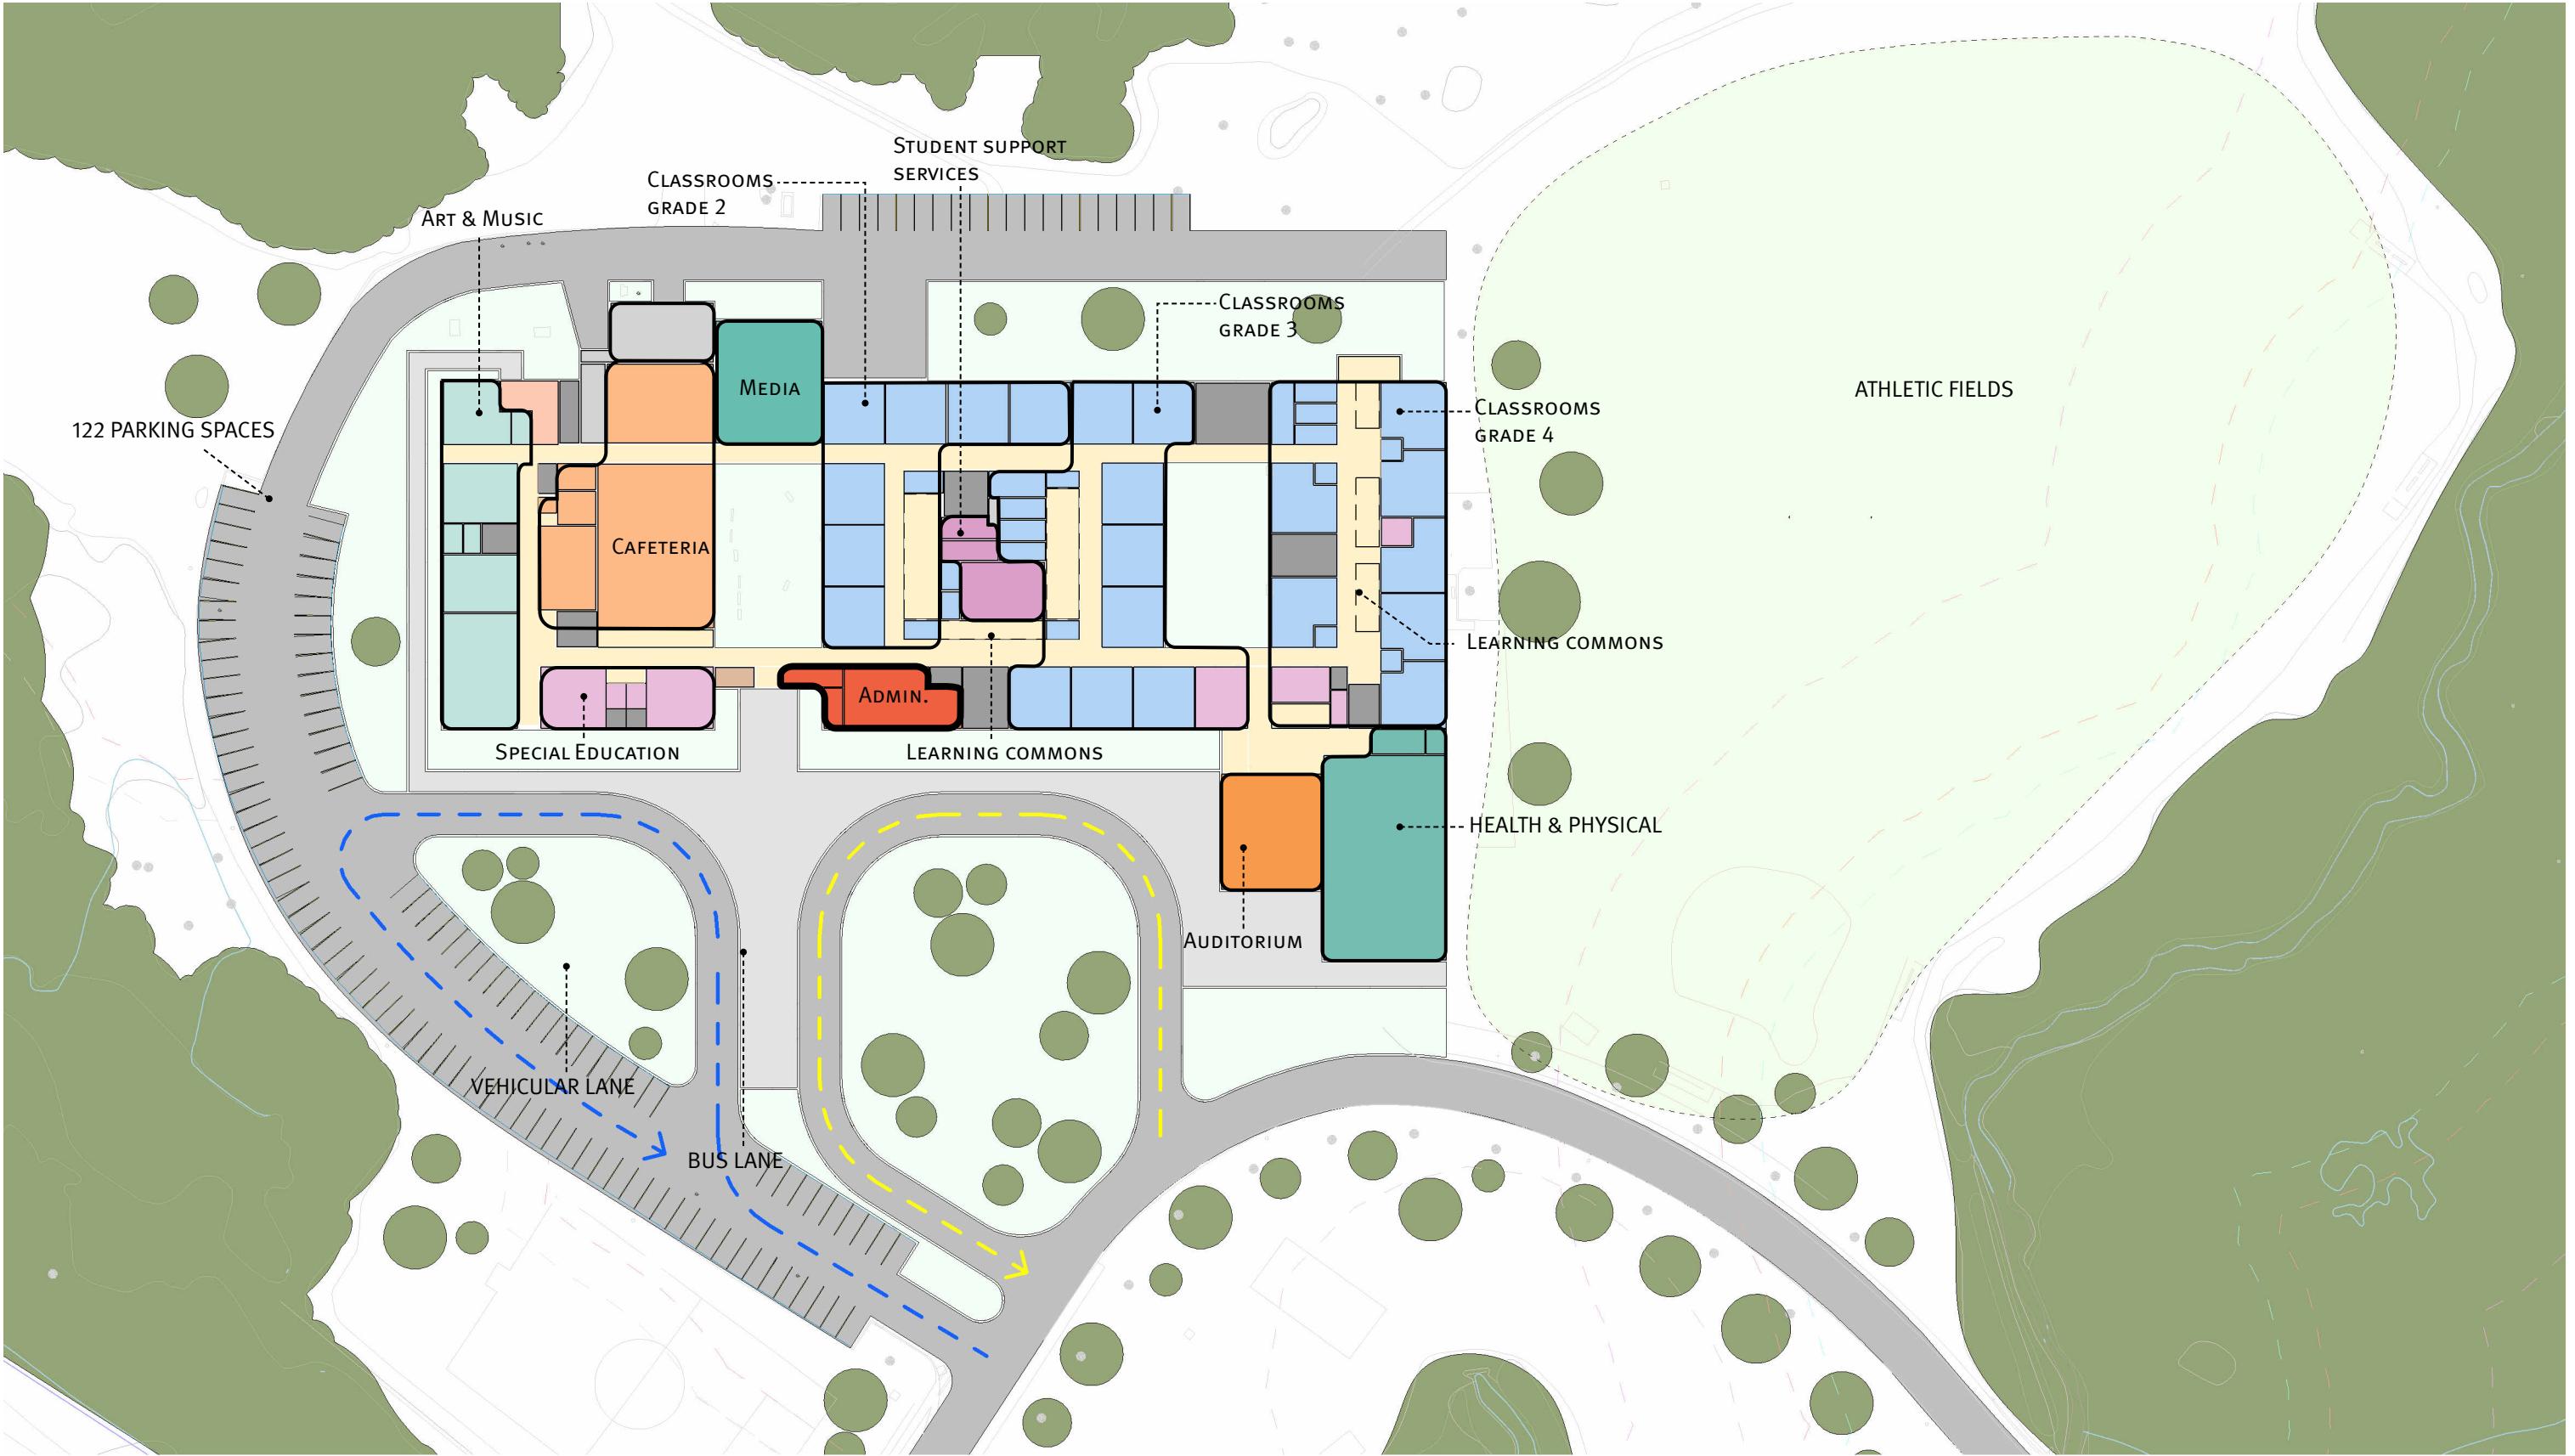 STUDENT SUPPORT
SERVICES
CLASSROOMS
GRADE 2
ART & MUSIC
CLASSROOMS
GRADE 3
MEDIA
ATHLETIC FIELDS
CLASSROOMS
GRADE 4
122 PARKING SPACES
CAFETERIA
LEARNING COMMONS
ADMIN.
SPECIAL EDUCATION
LEARNING COMMONS
HEALTH & PHYSICAL
AUDITORIUM
VEHICULAR LANE
BUS LANE